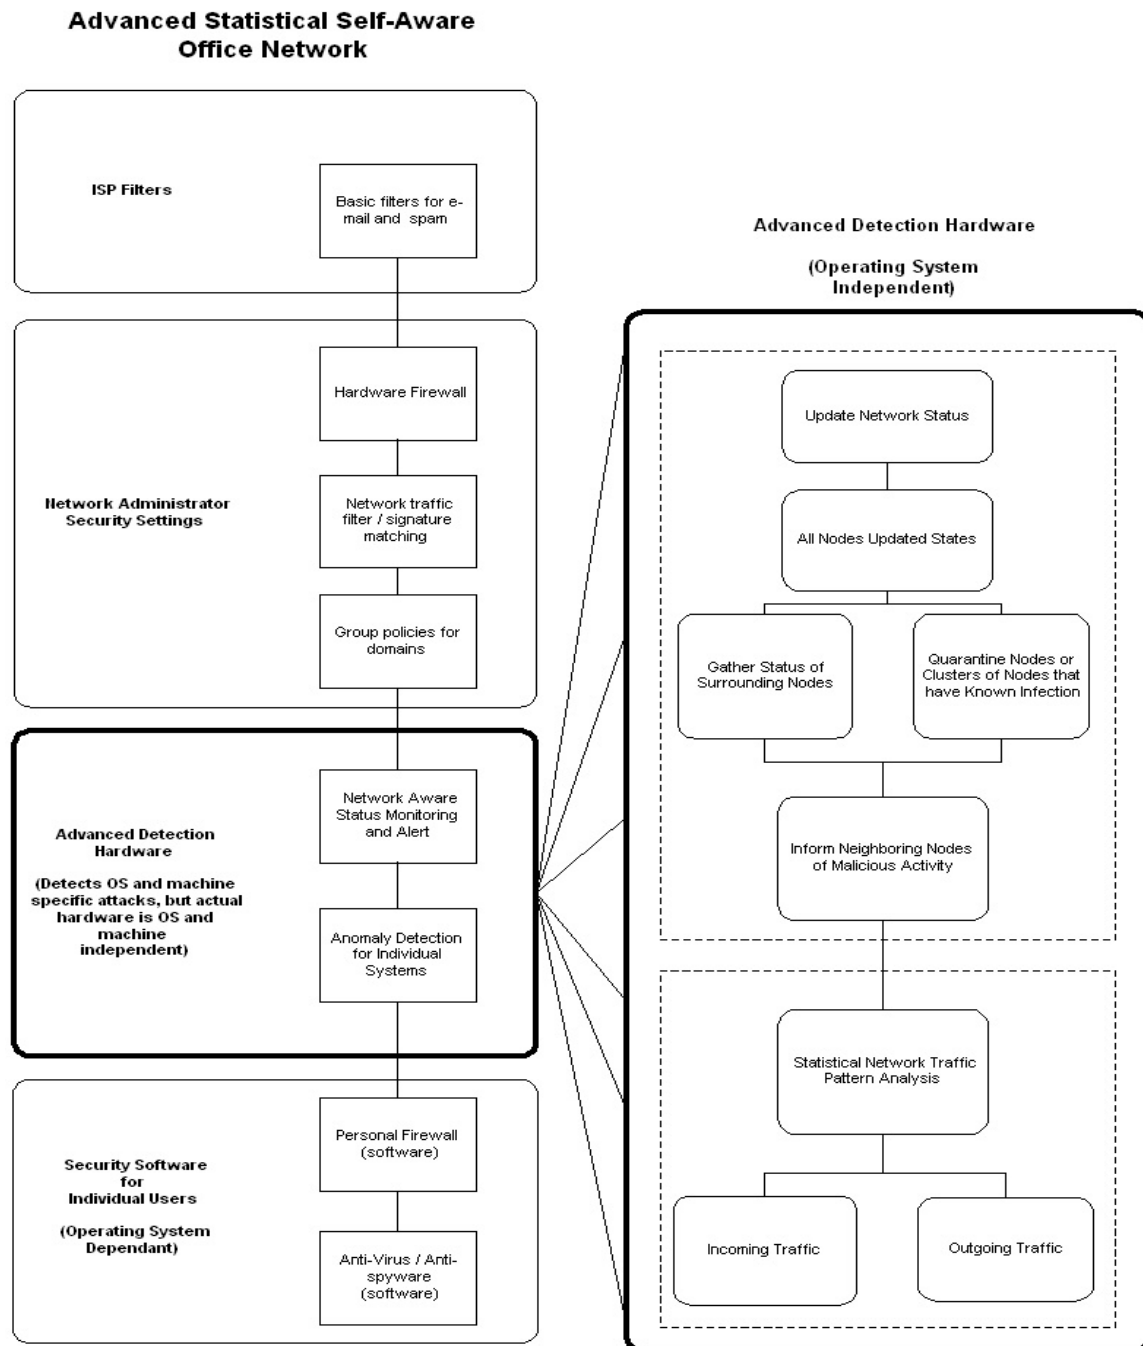 Advanced Statistical Self-Aware
Office Network
ISP Filters
Basic filters for e-
mail and spam
Network Administrator
Security Settings
Hardware Firewall
Network traffic
filter / signature
matching
Group policies for
domains
Advanced Detection
Hardware
(Detects OS and machine
specific attacks, but actual
hardware is OS and
machine
independent)
Network Aware
Status Monitoring
and Alert
Anomaly Detection
for Individual
Systems
Security Software
for
Individual Users
(Operating System
Dependant)
Personal Firewall
(software)
Anti-Virus / Anti-
spyware
(software)
Advanced Detection Hardware
(Operating System
Independent)
Update Network Status
All Nodes Updated States
Gather Status of
Surrounding Nodes
Quarantine Nodes or
Clusters of Nodes that
have Known Infection
Inform Neighboring Nodes
of Malicious Activity
Statistical Network Traffic
Pattern Analysis
Incoming Traffic
Outgoing Traffic